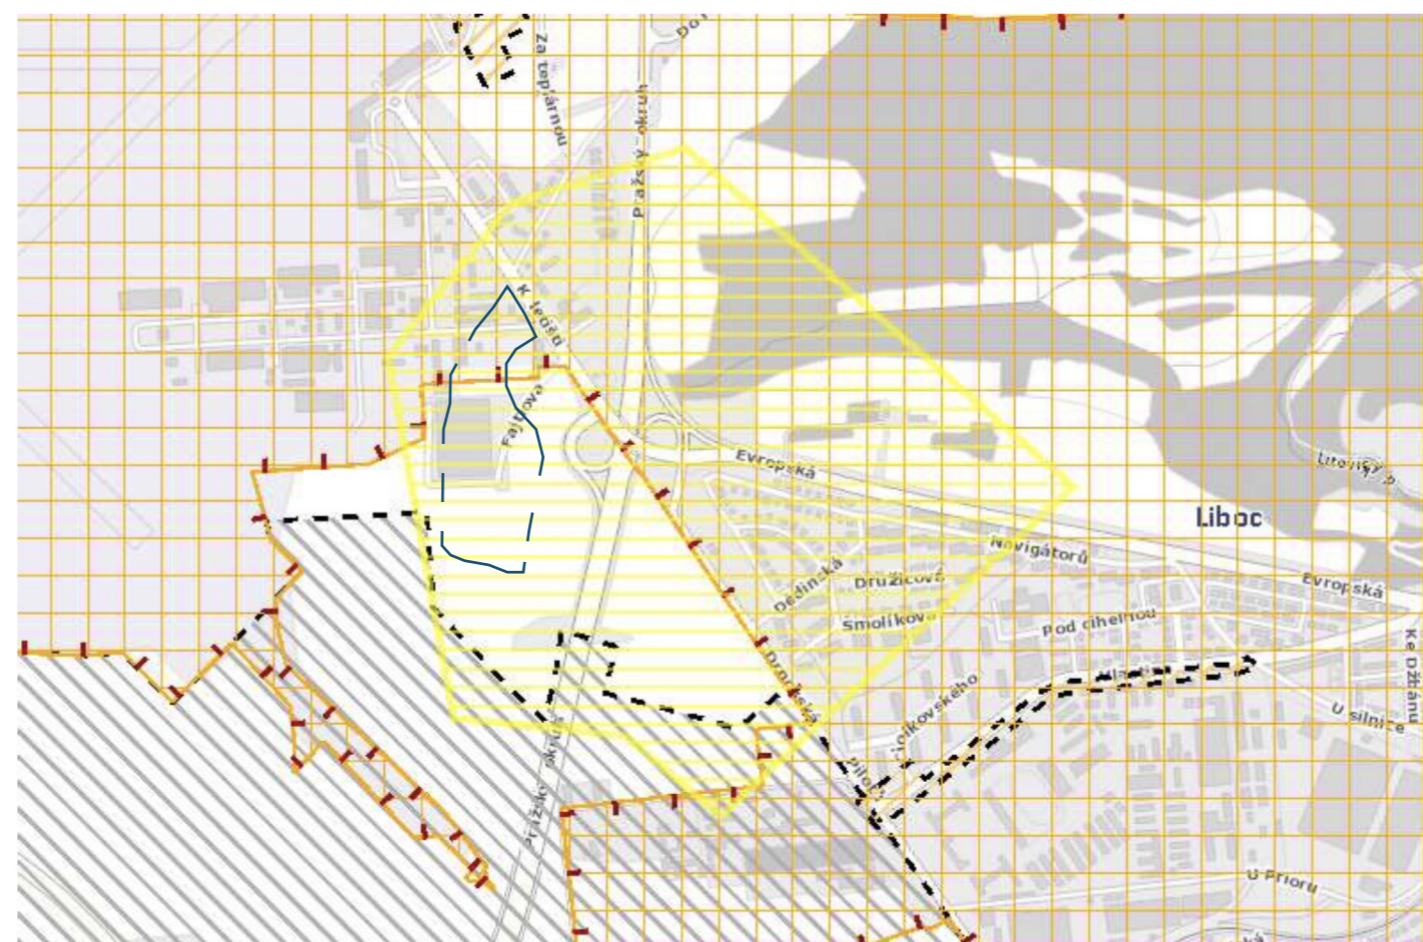 Za teplárnou
Pražský okruh
K letišti
Fajtlova
Evropská
Liboc
Navigátorů
Evropská
Dědinská
Družicová
Smolíkova
Pod cihelnou
Ke Džbánu
Drnovská
U silnice
Pražský okruh
U Prioru